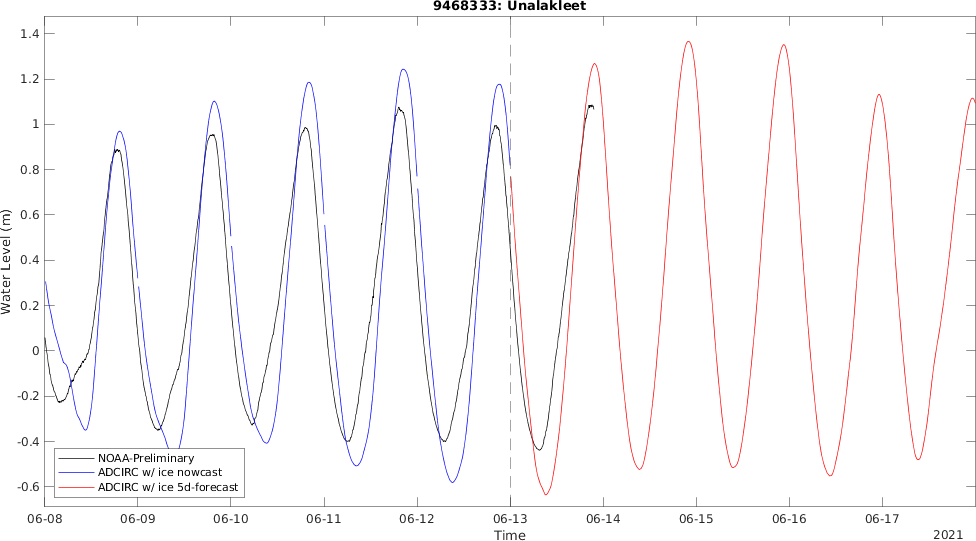 9468333: Unalakleet
1.4
1.2
1
0.8
0.6
0.4
0.2
0
-0.2
-0.4
-0.6
Water Level (m)
NOAA-Preliminary
ADCIRC w/ ice nowcast
ADCIRC w/ ice 5d-forecast
06-08 06-09 06-10 06-11 06-12 06-13 06-14 06-15 06-16 06-17
Time
2021